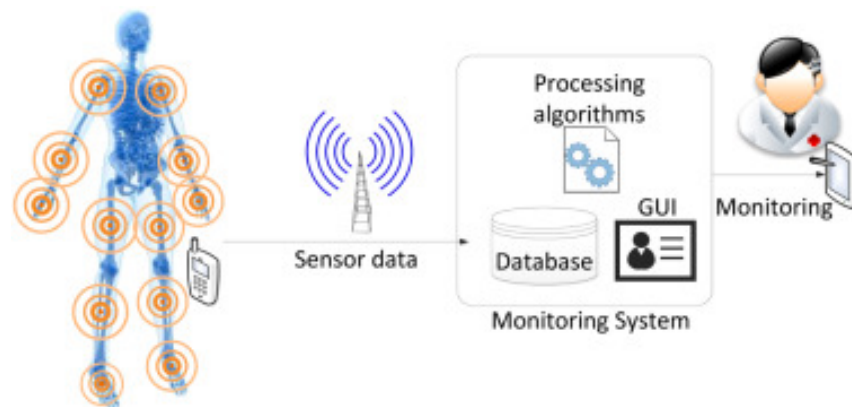 Processing
algorithms
GUI
Monitoring
Sensor data
Database
Monitoring System